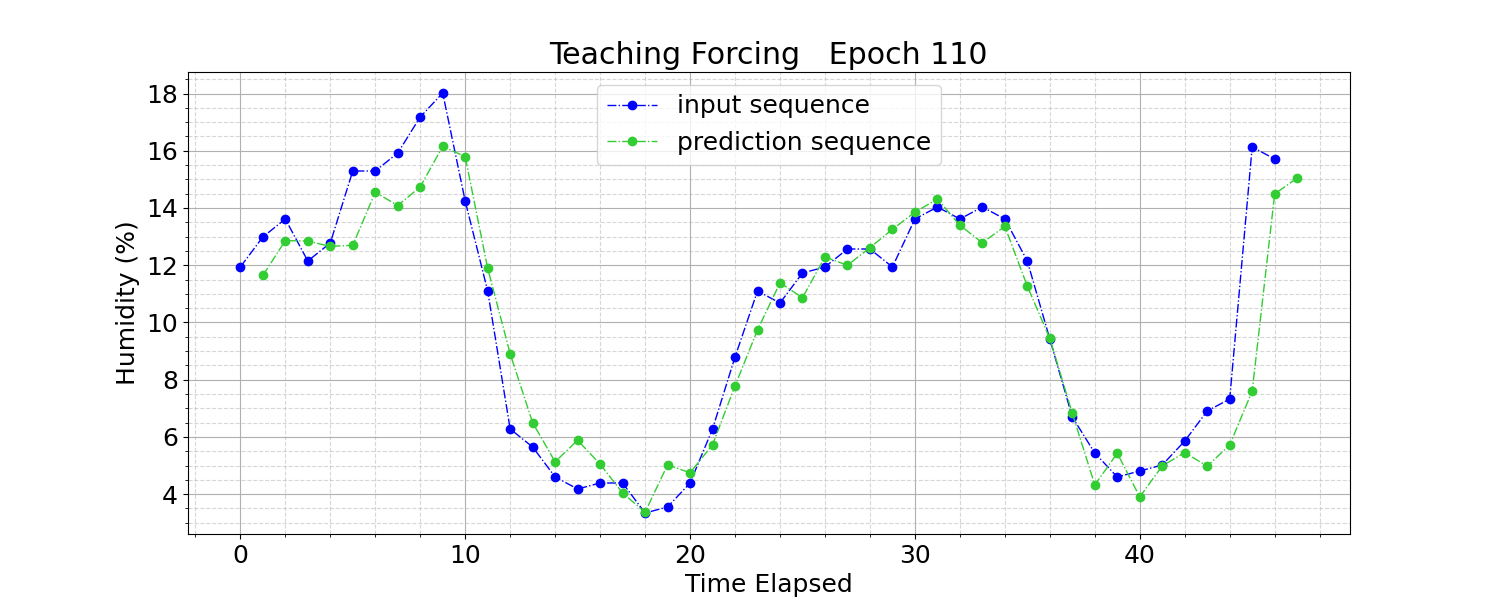 Teaching Forcing   Epoch 110
input sequence
prediction sequence
Humidity (%)
18
16
14
12
10
8
6
4
0 10 20 30 40
Time Elapsed